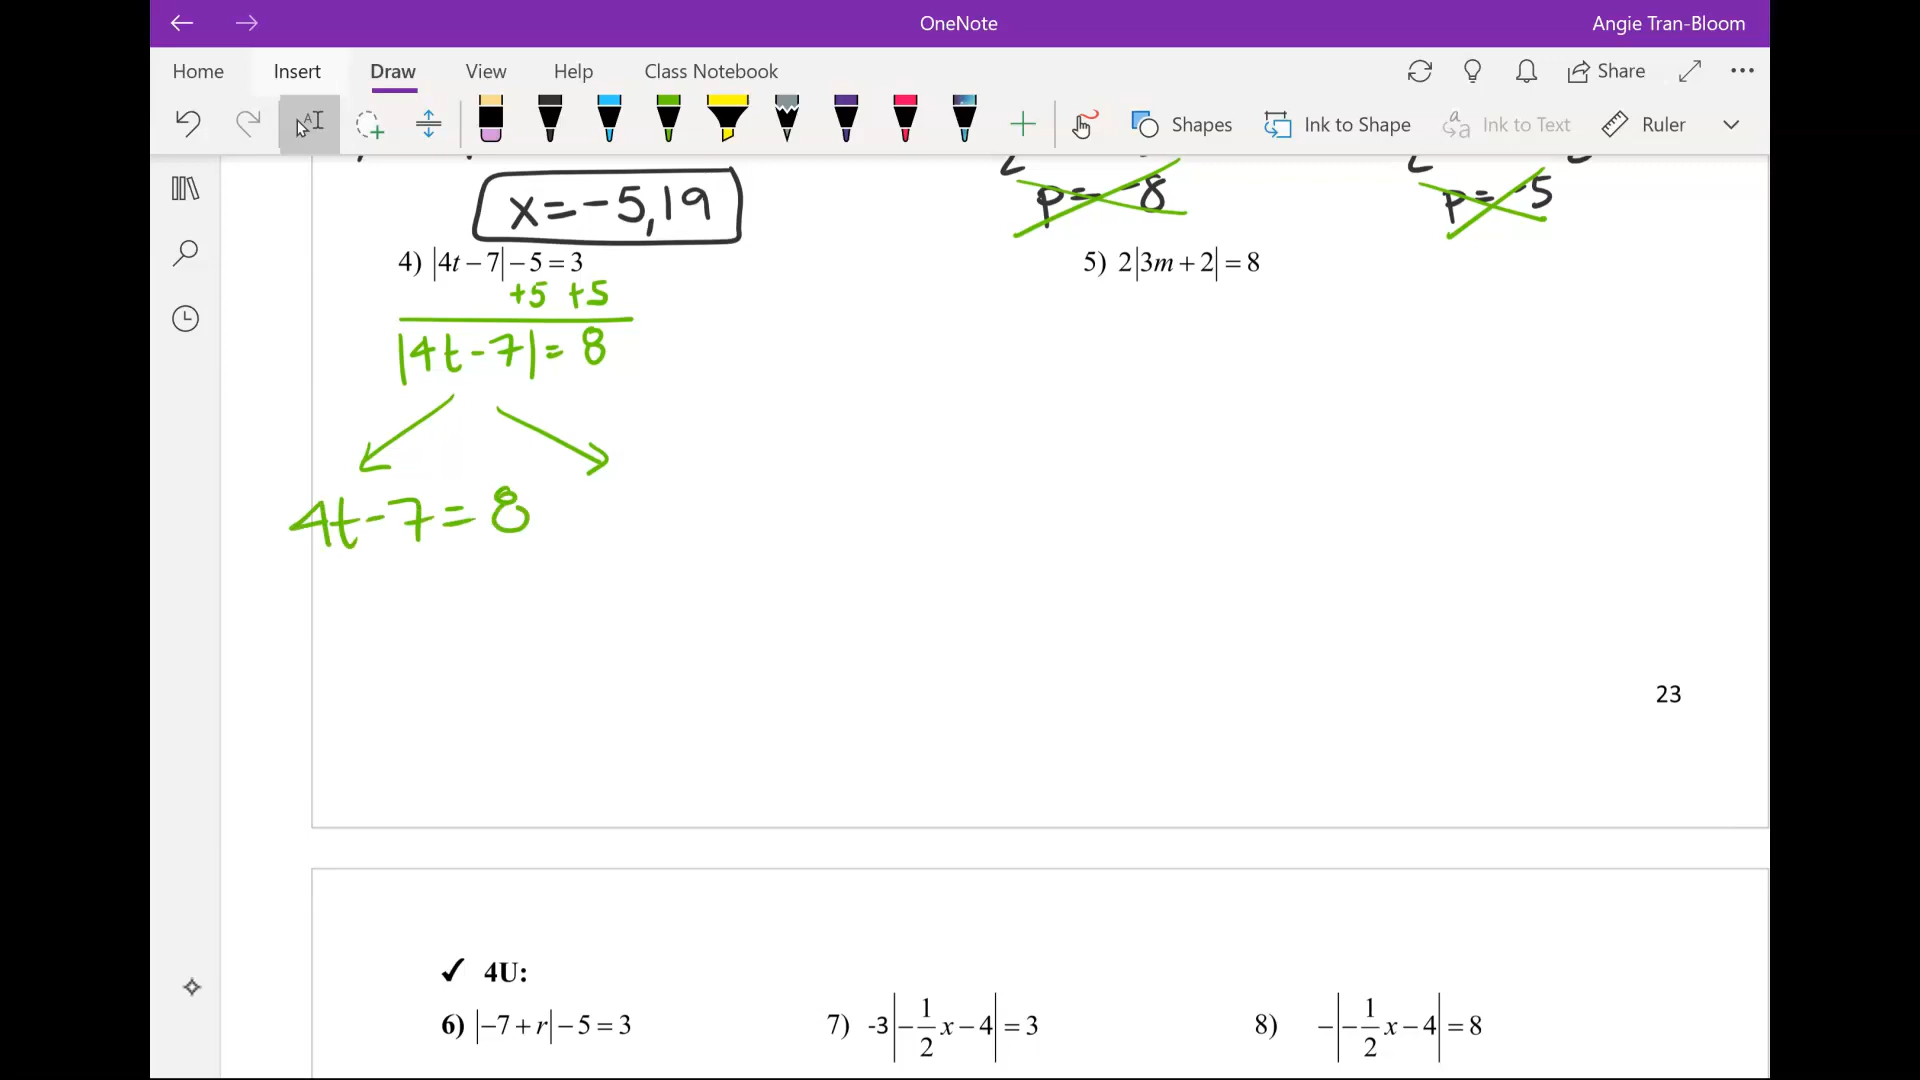 OneNote
Angie Tran-Bloom
Home Insert Draw View Help Class Notebook Share
Shapes Ink to Shape Ink to Text Ruler
x=-5,19
p=-8
p=-5
4) |4t − 7| − 5 = 3
+5 +5
|4t-7|= 8
4t-7=8
5) 2|3m + 2| = 8
23
✓ 4U:
6) |−7 + r| − 5 = 3
7) -3|−1/2 x − 4| = 3
8) −|−1/2 x − 4| = 8